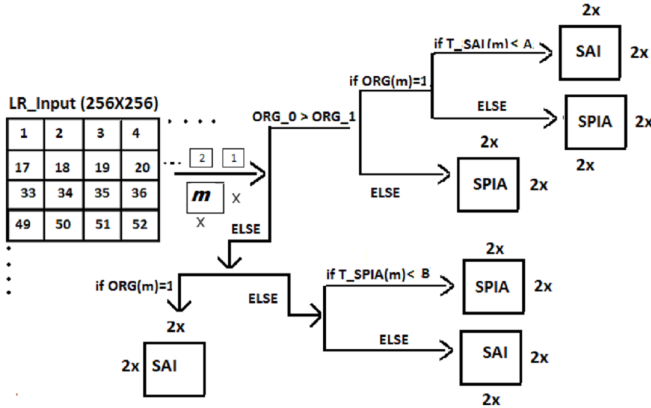 2x
if T_SAI(m)< A
SAI
2x
LR_Input (256X256)
if ORG(m)=1
ORG_0 > ORG_1
ELSE
SPIA
2x
1 2 3 4
2x
2x
17 18 19 20
2 1
ELSE
SPIA
2x
33 34 35 36
m
X
X
49 50 51 52
ELSE
2x
if ORG(m)=1
ELSE
if T_SPIA(m)< B
SPIA
2x
2x
ELSE
2x
SAI
SAI
2x
2x